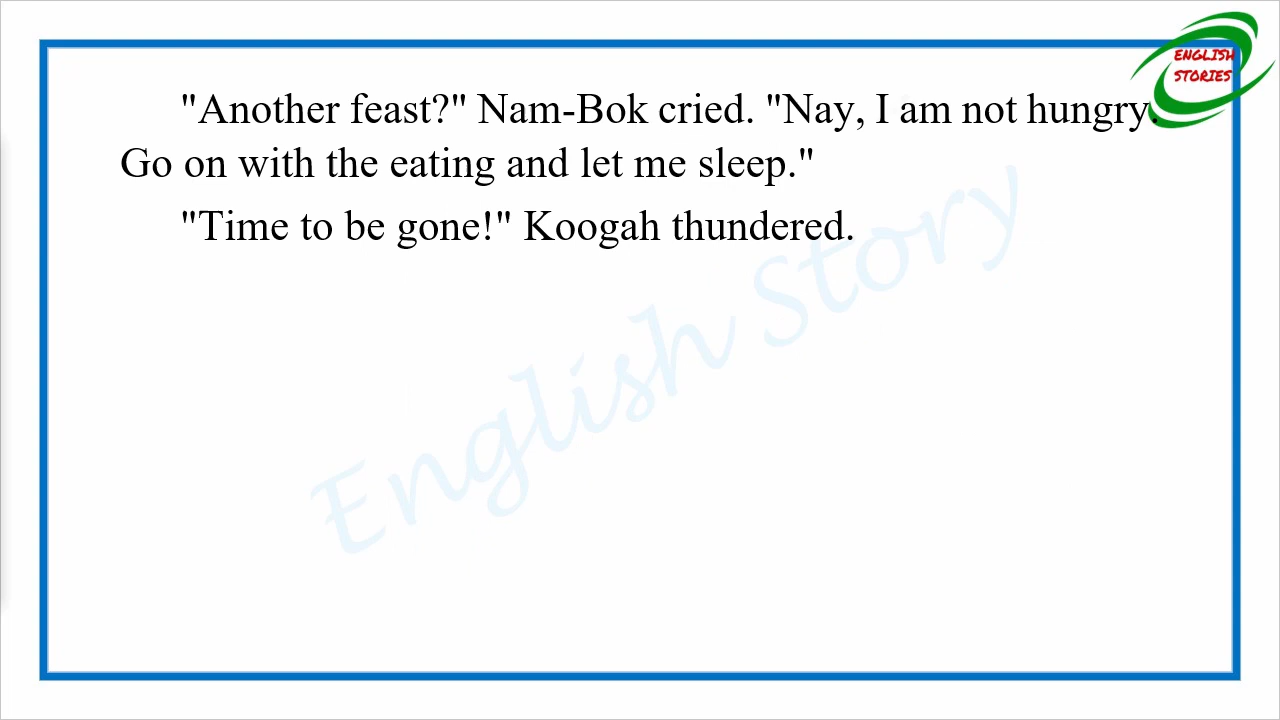 ENGLISH
STORIES
"Another feast?" Nam-Bok cried. "Nay, I am not hungry.
Go on with the eating and let me sleep."
"Time to be gone!" Koogah thundered.
English Story